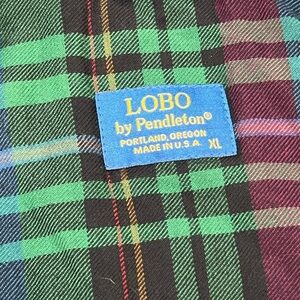 LOBO
by Pendleton®
PORTLAND, OREGON
MADE IN U.S.A. XL